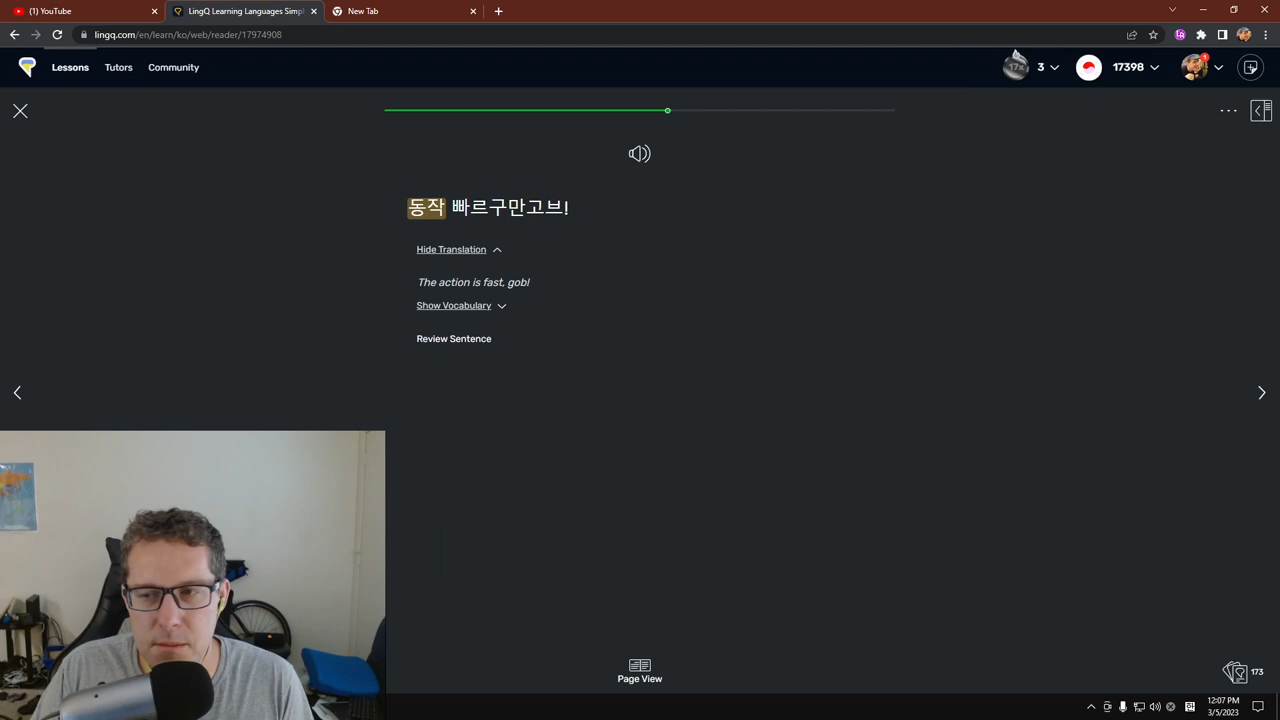 (1) YouTube
LingQ Learning Languages Simpl
New Tab
lingq.com/en/learn/ko/web/reader/17974908
Lessons
Tutors
Community
17x
3
17398
1
동작 빠르구만고브!
Hide Translation
The action is fast, gob!
Show Vocabulary
Review Sentence
Page View
173
12:07 PM
3/5/2023